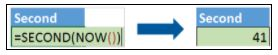 Second
=SECOND(NOW())
Second
41